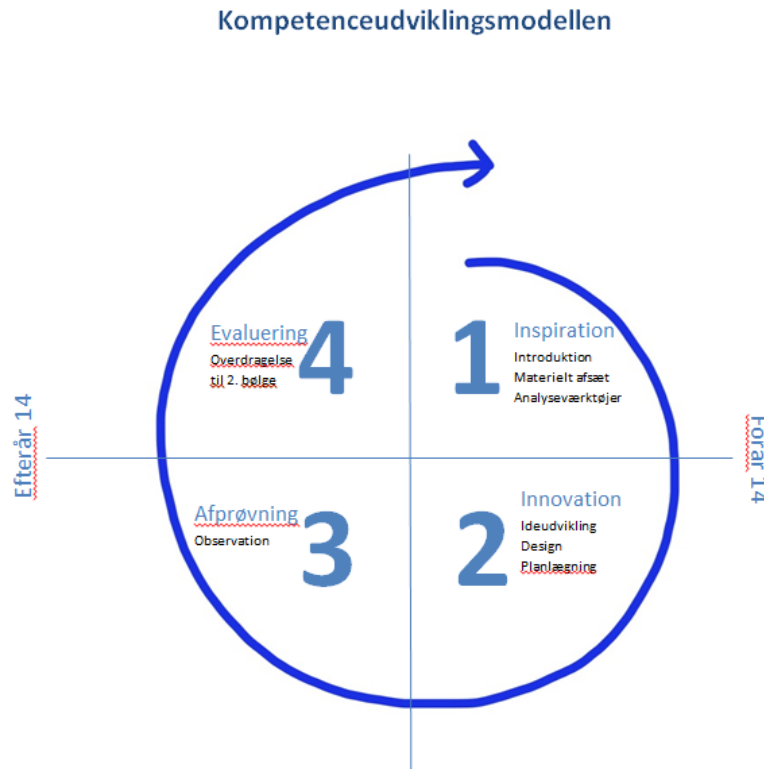 Kompetenceudviklingsmodellen
1
Inspiration
Introduktion
Materielt afsæt
Analyseværktøjer
2
Innovation
Ideudvikling
Design
Planlægning
3
Afprøvning
Observation
4
Evaluering
Overdragelse
til 2. bølge
Efterår 14
Forår 14